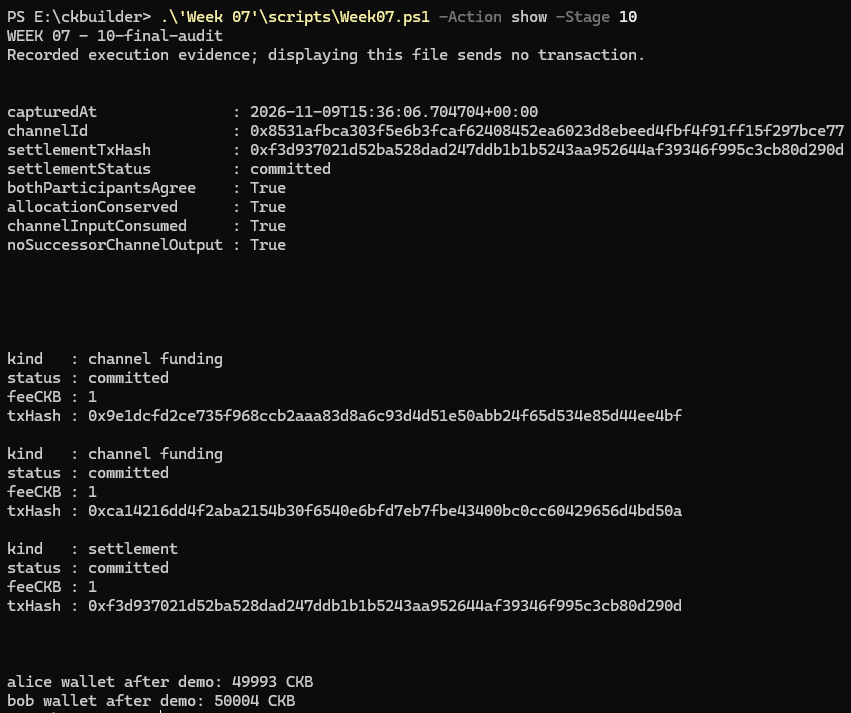 PS E:\ckbuilder> .\'Week 07'\scripts\Week07.ps1 -Action show -Stage 10
WEEK 07 - 10-final-audit
Recorded execution evidence; displaying this file sends no transaction.
capturedAt : 2026-11-09T15:36:06.704704+00:00
channelId : 0x8531afbca303f5e6b3fcaf62408452ea6023d8ebeed4fbf4f91ff15f297bce77
settlementTxHash : 0xf3d937021d52ba528dad247ddb1b1b5243aa952644af39346f995c3cb80d290d
settlementStatus : committed
bothParticipantsAgree : True
allocationConserved : True
channelInputConsumed : True
noSuccessorChannelOutput : True
kind : channel funding
status : committed
feeCKB : 1
txHash : 0x9e1dcfd2ce735f968ccb2aaa83d8a6c93d4d51e50abb24f65d534e85d44ee4bf
kind : channel funding
status : committed
feeCKB : 1
txHash : 0xca14216dd4f2aba2154b30f6540e6bfd7eb7fbe43400bc0cc60429656d4bd50a
kind : settlement
status : committed
feeCKB : 1
txHash : 0xf3d937021d52ba528dad247ddb1b1b5243aa952644af39346f995c3cb80d290d
alice wallet after demo: 49993 CKB
bob wallet after demo: 50004 CKB